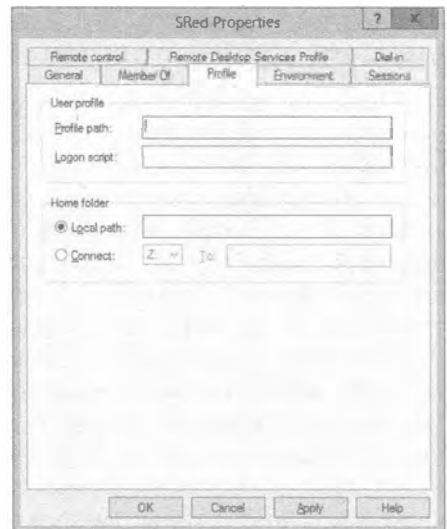 SRed Properties
?
Remote control
Remote Desktop Services Profile
Dial-in
General
Member Of
Profile
Environment
Sessions
User profile
Profile path:
Logon script:
Home folder
Local path:
Connect:
Z:
To:
OK
Cancel
Apply
Help